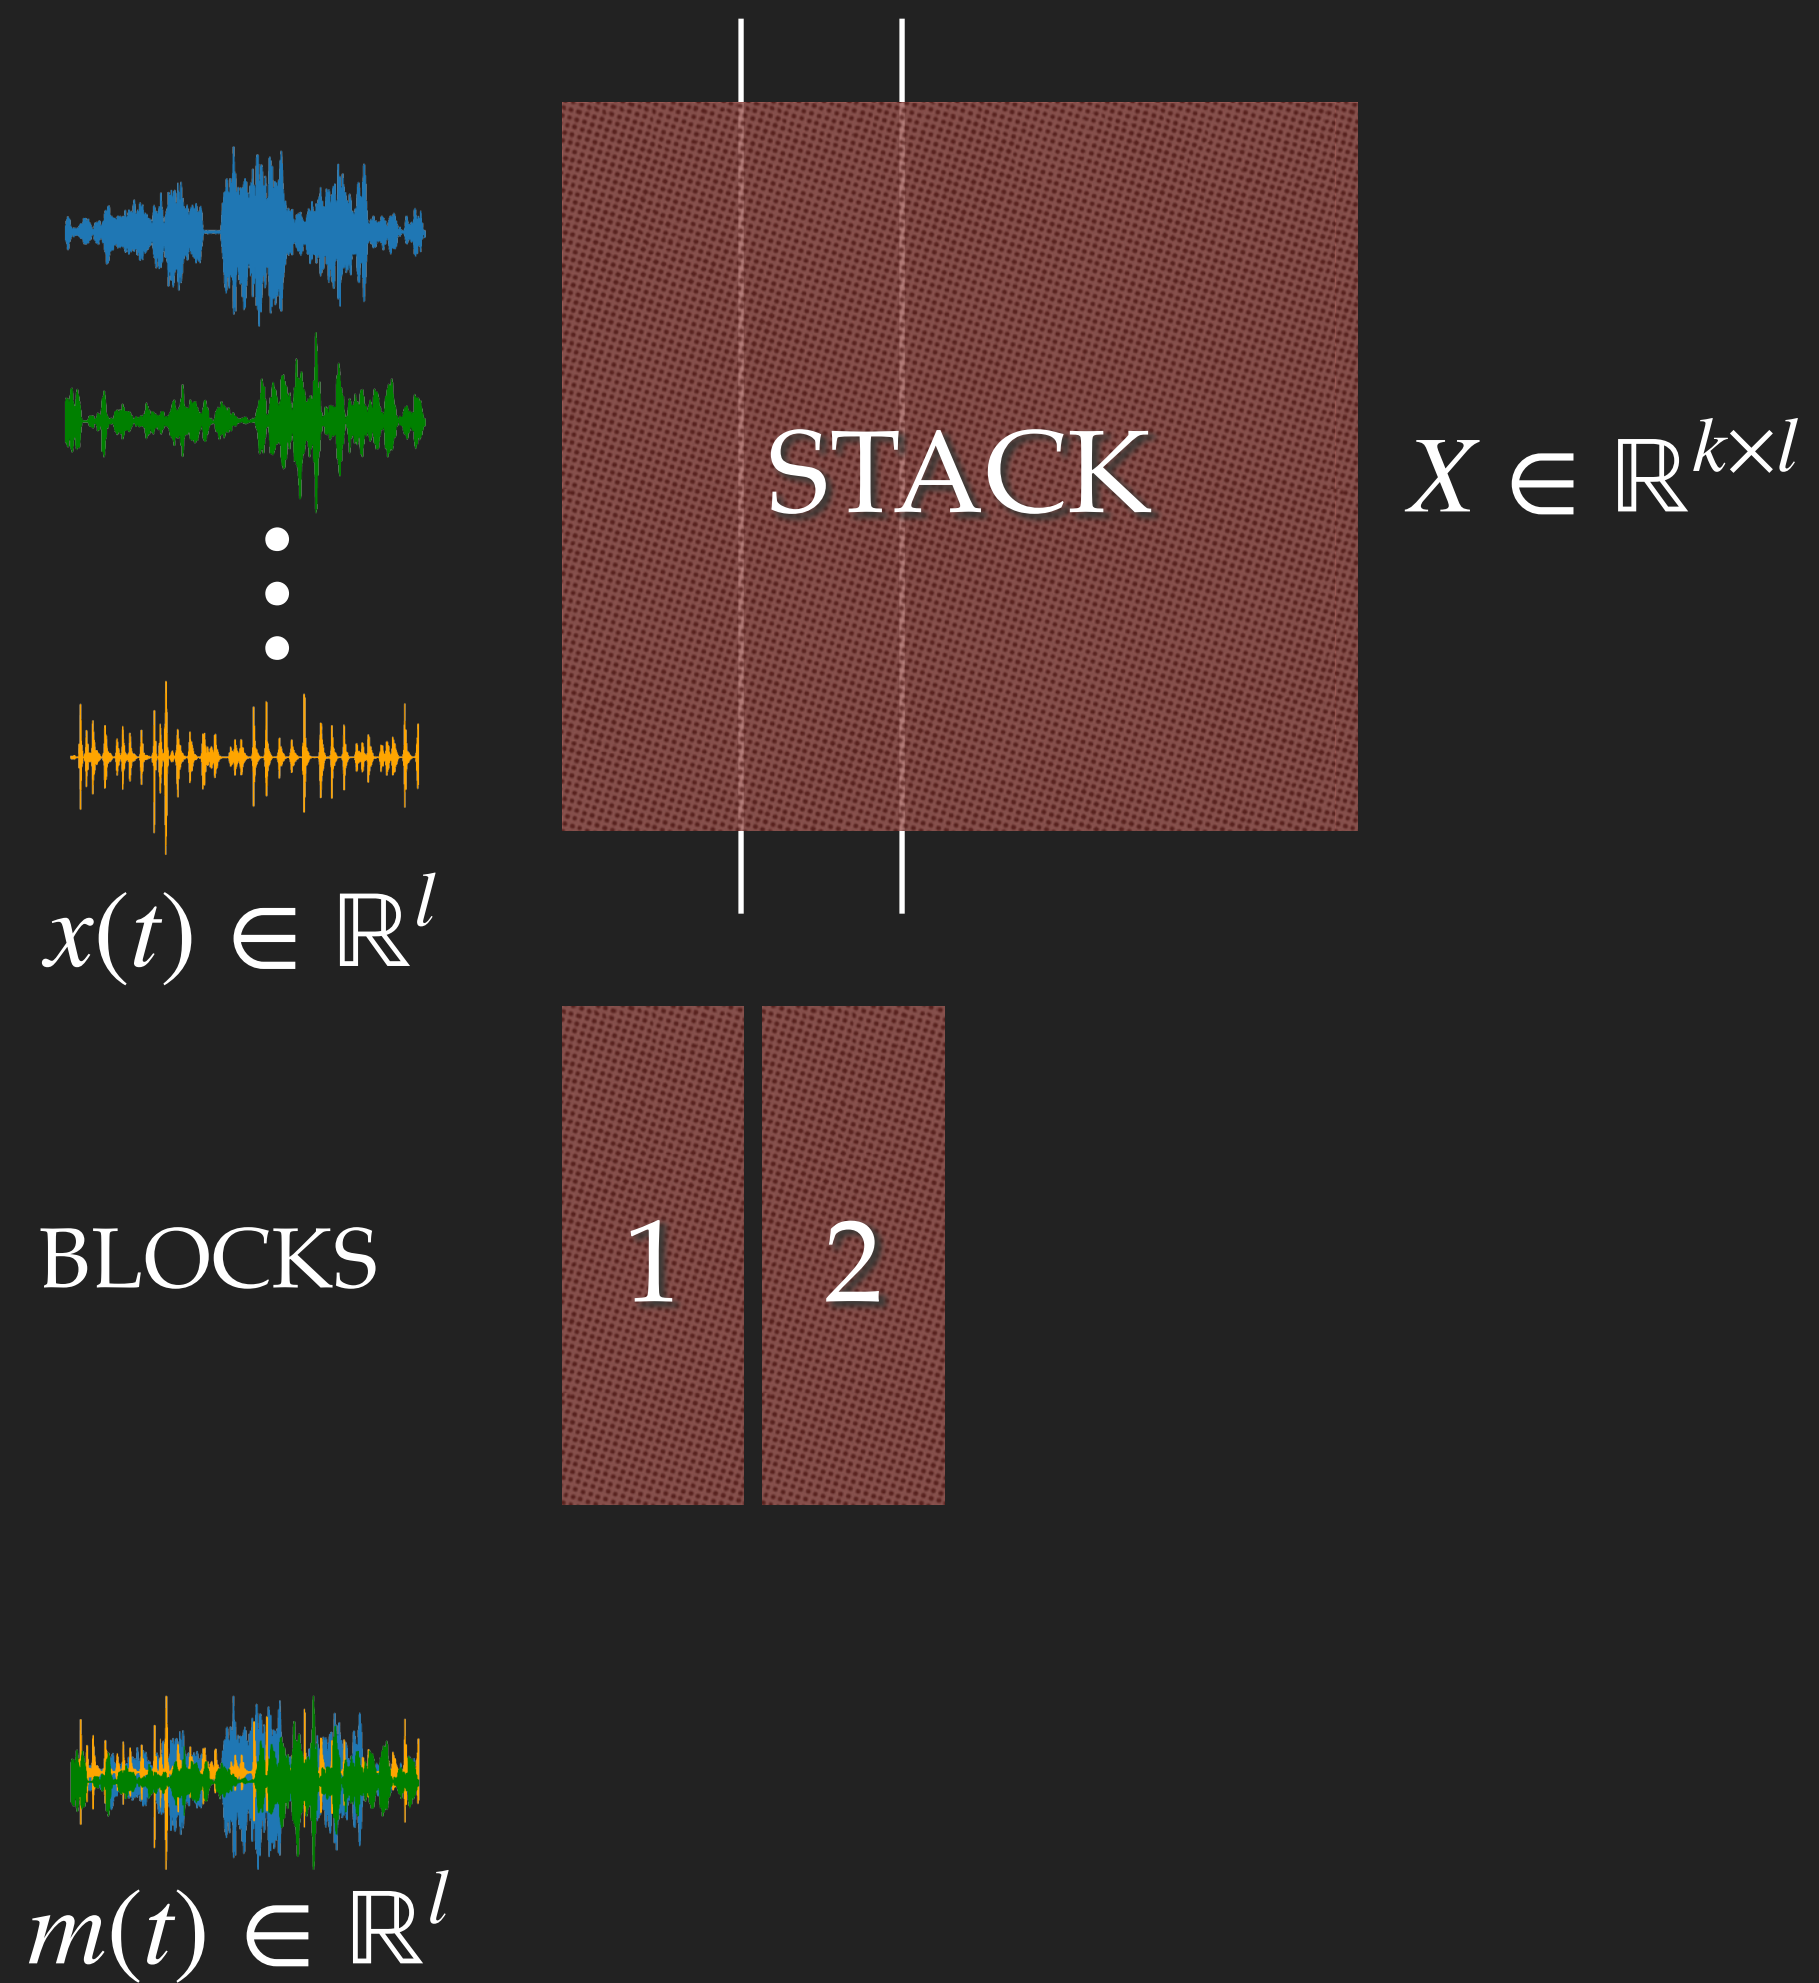 STACK
X ∈ ℝ^{k×l}
x(t) ∈ ℝ^l
BLOCKS
1
2
m(t) ∈ ℝ^l